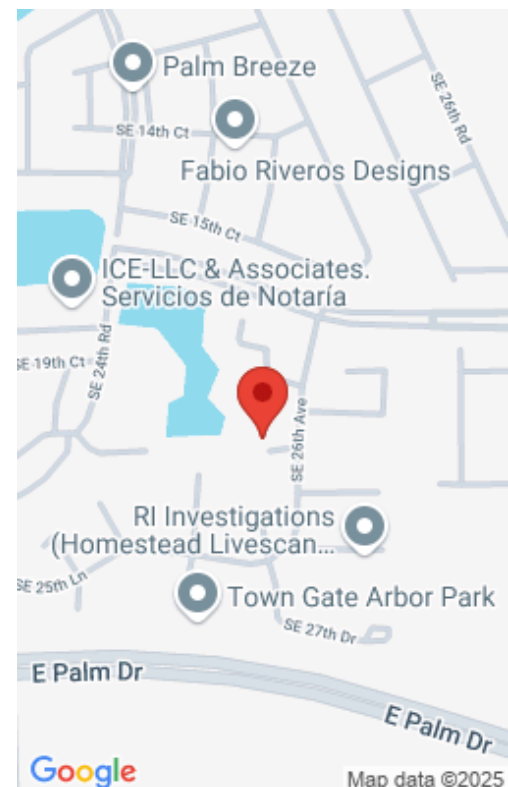 Palm Breeze
SE 26th Rd
SE 14th Ct
Fabio Riveros Designs
SE 15th Ct
ICE-LLC & Associates.
Servicios de Notaría
SE 24th Rd
SE 19th Ct
SE 26th Ave
RI Investigations
(Homestead Livescan...
SE 25th Ln
Town Gate Arbor Park
SE 27th Dr
E Palm Dr
E Palm Dr
Google
Map data ©2025